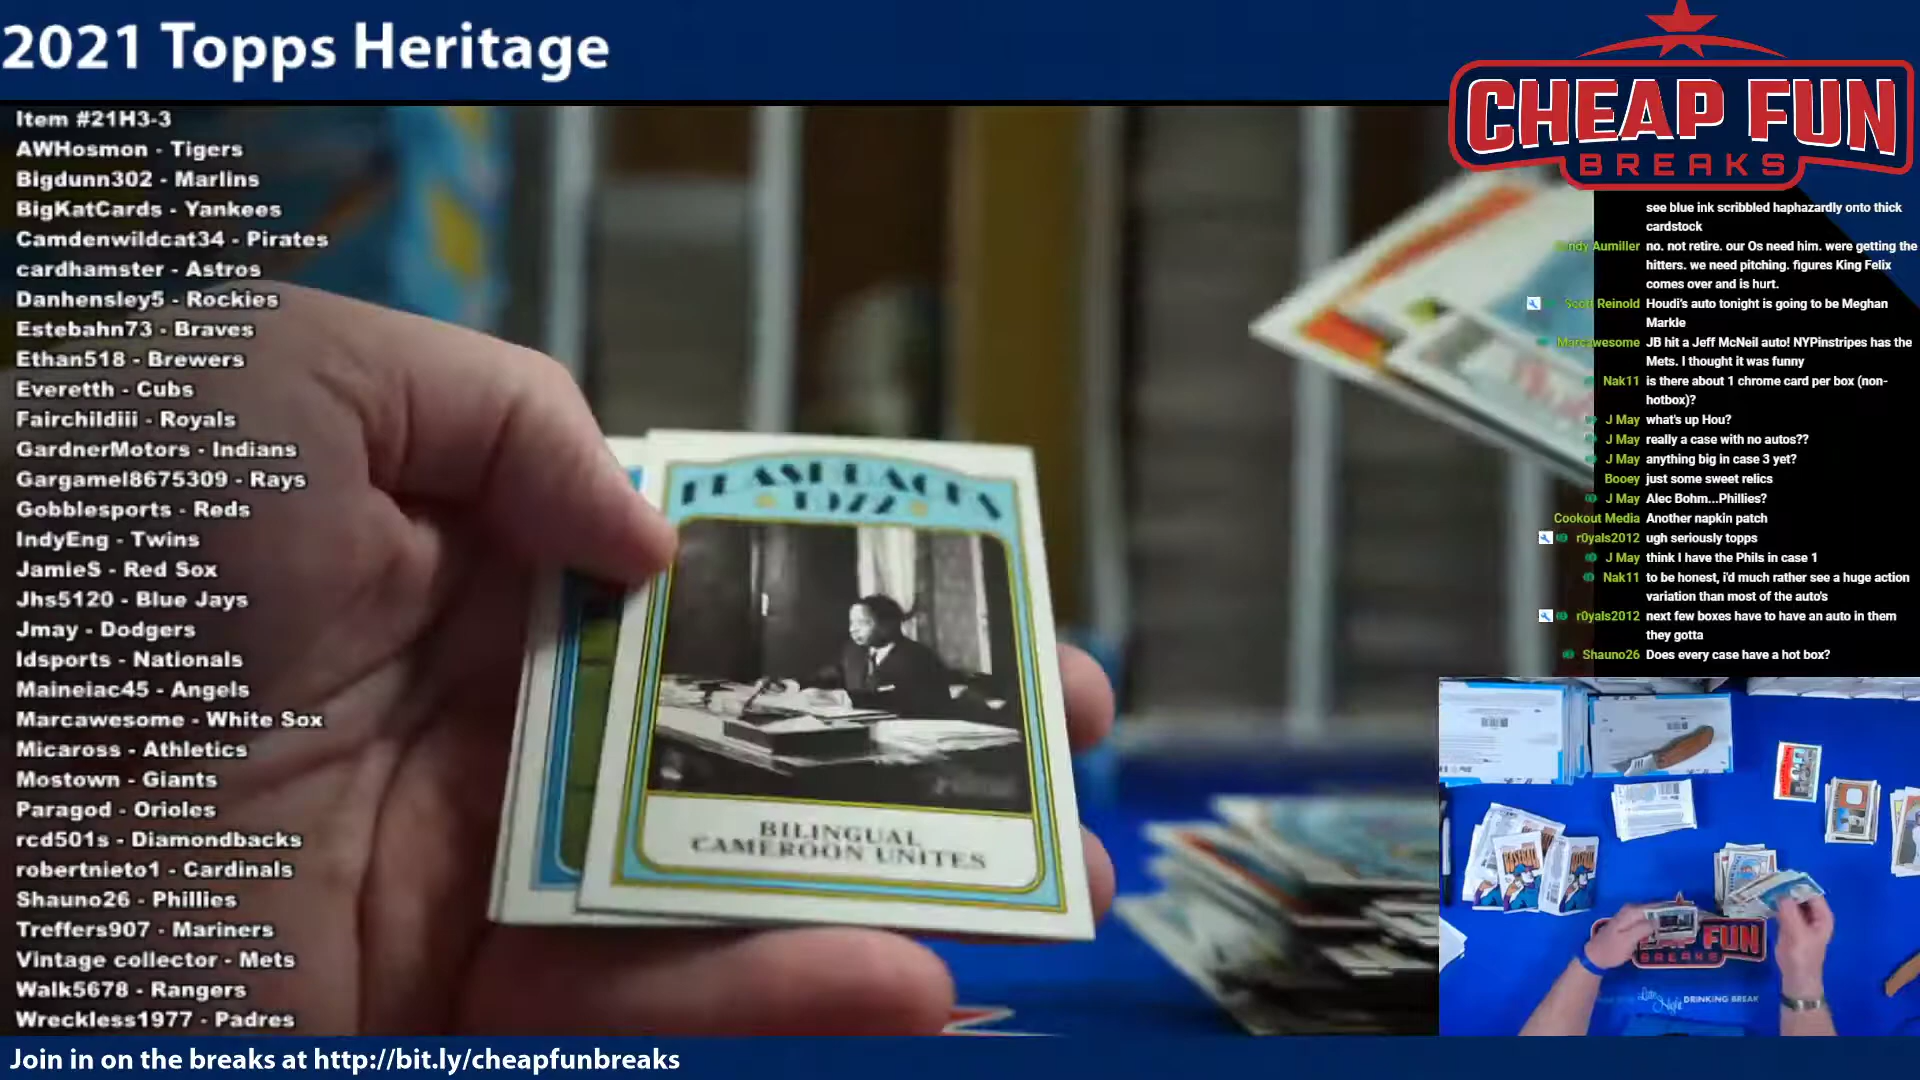 2021 Topps Heritage
CHEAP FUN
BREAKS
Item #21H3-3
AWHosmon - Tigers
Bigdunn302 - Marlins
BigKatCards - Yankees
Camdenwildcat34 - Pirates
cardhamster - Astros
Danhensley5 - Rockies
Estebahn73 - Braves
Ethan518 - Brewers
Everetth - Cubs
Fairchildiii - Royals
GardnerMotors - Indians
Gargamel8675309 - Rays
Gobblesports - Reds
IndyEng - Twins
JamieS - Red Sox
Jhs5120 - Blue Jays
Jmay - Dodgers
ldsports - Nationals
Maineiac45 - Angels
Marcawesome - White Sox
Micaross - Athletics
Mostown - Giants
Paragod - Orioles
rcd501s - Diamondbacks
robertnieto1 - Cardinals
Shauno26 - Phillies
Treffers907 - Mariners
Vintage collector - Mets
Walk5678 - Rangers
Wreckless1977 - Padres
FLASHBACKS
1972
BILINGUAL
CAMEROON UNITES
see blue ink scribbled haphazardly onto thick
cardstock
Aumiller no. not retire. our Os need him. were getting the
hitters. we need pitching. figures King Felix
comes over and is hurt.
Scott Reinold Houdi's auto tonight is going to be Meghan
Markle
Marcawesome JB hit a Jeff McNeil auto! NYPinstripes has the
Mets. I thought it was funny
Nak11 is there about 1 chrome card per box (non-
hotbox)?
J May what's up Hou?
J May really a case with no autos??
J May anything big in case 3 yet?
Booey just some sweet relics
J May Alec Bohm...Phillies?
Cookout Media Another napkin patch
r0yals2012 ugh seriously topps
J May think I have the Phils in case 1
Nak11 to be honest, i'd much rather see a huge action
variation than most of the auto's
r0yals2012 next few boxes have to have an auto in them
they gotta
Shauno26 Does every case have a hot box?
FUN
BREAKS
Late Night DRINKING BREAK
Join in on the breaks at http://bit.ly/cheapfunbreaks